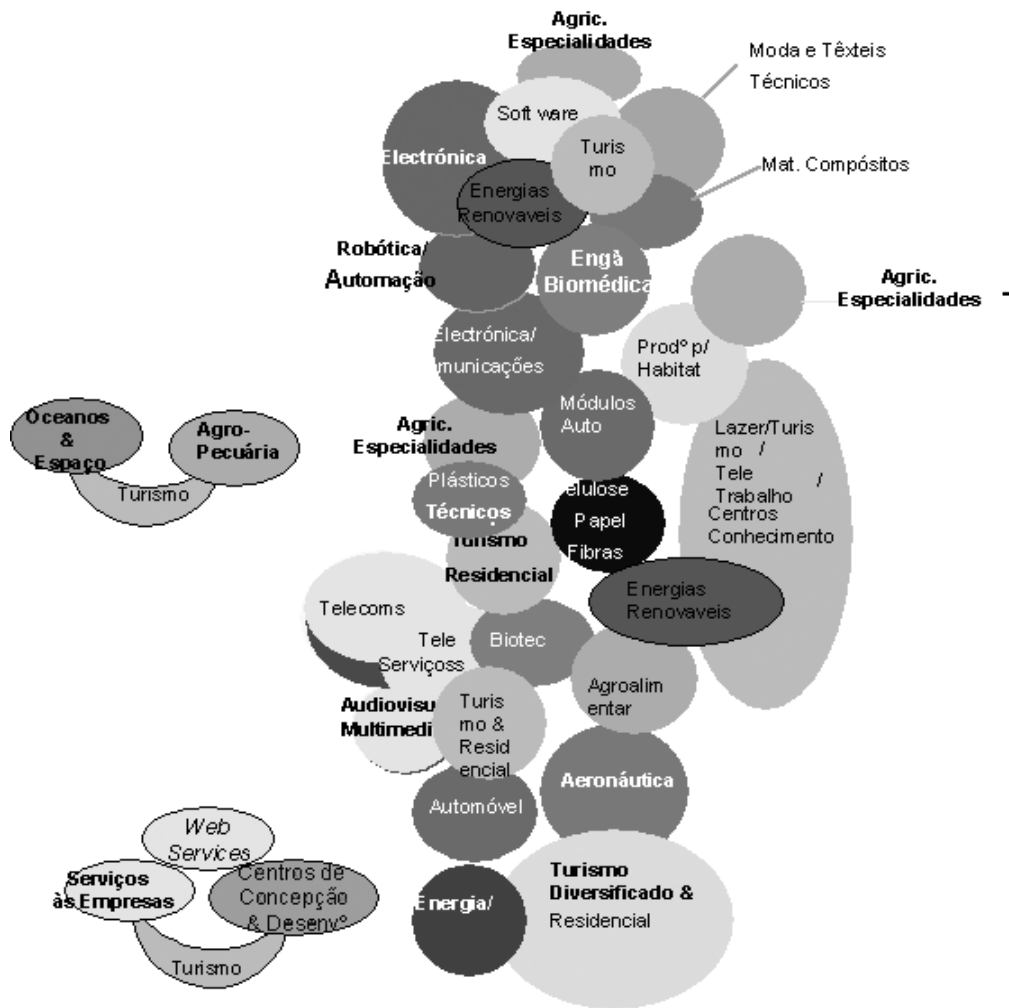 Agric.
Especialidades
Moda e Têxteis
Técnicos
Soft ware
Electrónica
Turis
mo
Mat. Compósitos
Energias
Renovaveis
Robótica/
Automação
Engà
Biomédica
Agric.
Especialidades -
Electrónica/
municações
Prodº p/
Habitat
Módulos
Auto
Agric.
Especialidades
Oceanos
&
Espaço
Agro-
Pecuária
Turismo
Lazer/Turis
mo /
Tele
Trabalho /
Centros
Conhecimento
Plásticos
Técnicos
elulose
Papel
Fibras
Turismo
Residencial
Energias
Renovaveis
Telecoms
Tele
Serviçoss
Biotec
Agroalim
entar
Audiovisu
Multimedi
Turis
mo &
Resid
encial
Aeronáutica
Automóvel
Web
Services
Serviços
às Empresas
Centros de
Concepção
& Desenvº
Turismo
Energia/
Turismo
Diversificado &
Residencial